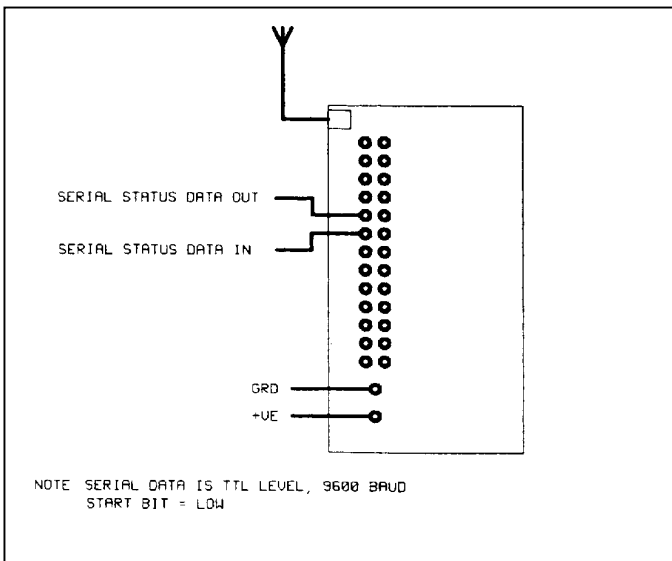 SERIAL STATUS DATA OUT
SERIAL STATUS DATA IN
GRD
+VE
NOTE SERIAL DATA IS TTL LEVEL, 9600 BAUD
START BIT = LOW